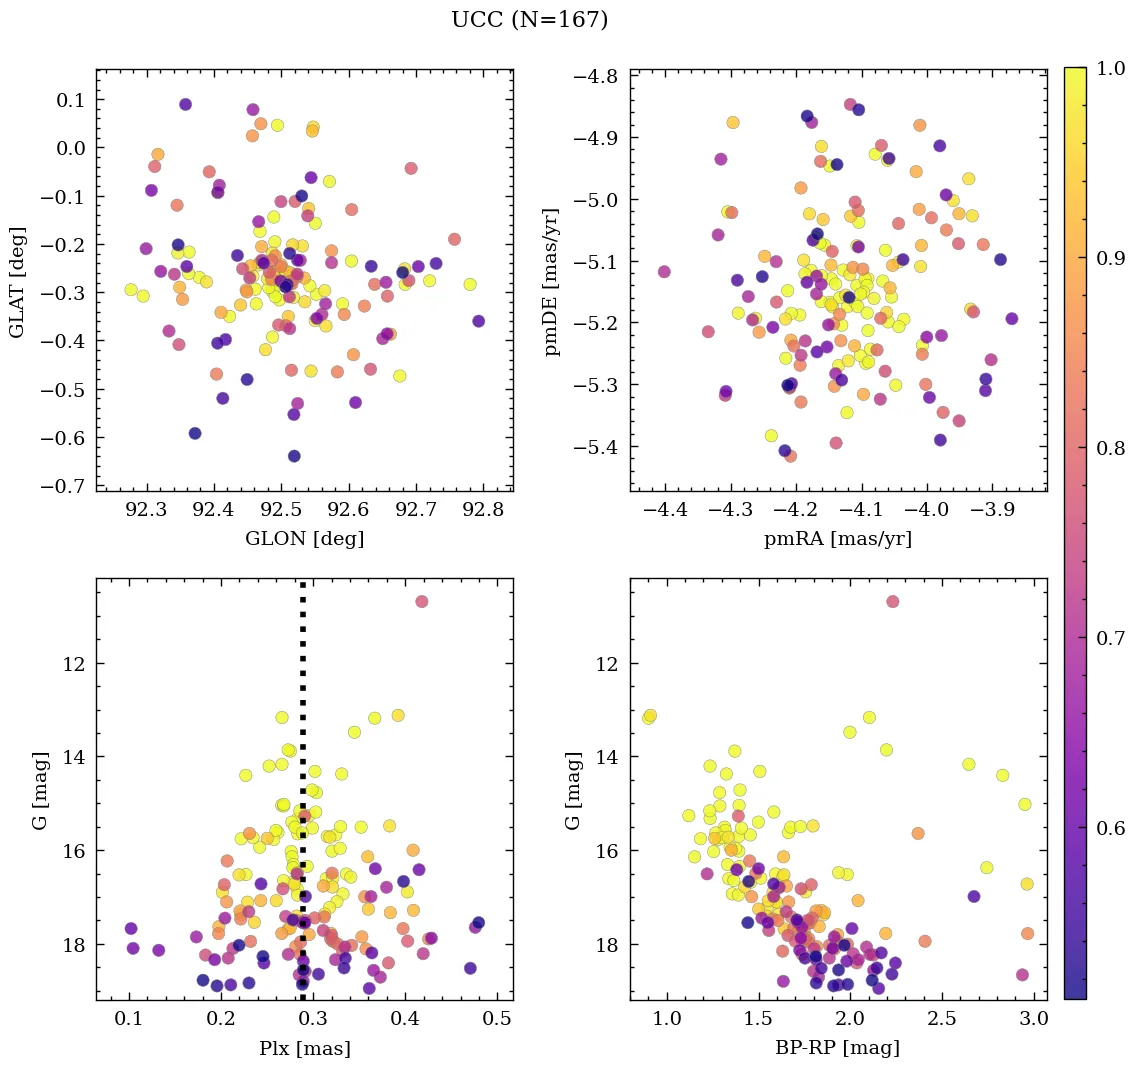 UCC (N=167)
0.1
0.0
−0.1
−0.2
−0.3
−0.4
−0.5
−0.6
−0.7
GLAT [deg]
92.3 92.4 92.5 92.6 92.7 92.8
GLON [deg]
−4.8
−4.9
−5.0
−5.1
−5.2
−5.3
−5.4
pmDE [mas/yr]
−4.4 −4.3 −4.2 −4.1 −4.0 −3.9
pmRA [mas/yr]
12
14
16
18
G [mag]
0.1 0.2 0.3 0.4 0.5
Plx [mas]
12
14
16
18
G [mag]
1.0 1.5 2.0 2.5 3.0
BP-RP [mag]
1.0
0.9
0.8
0.7
0.6